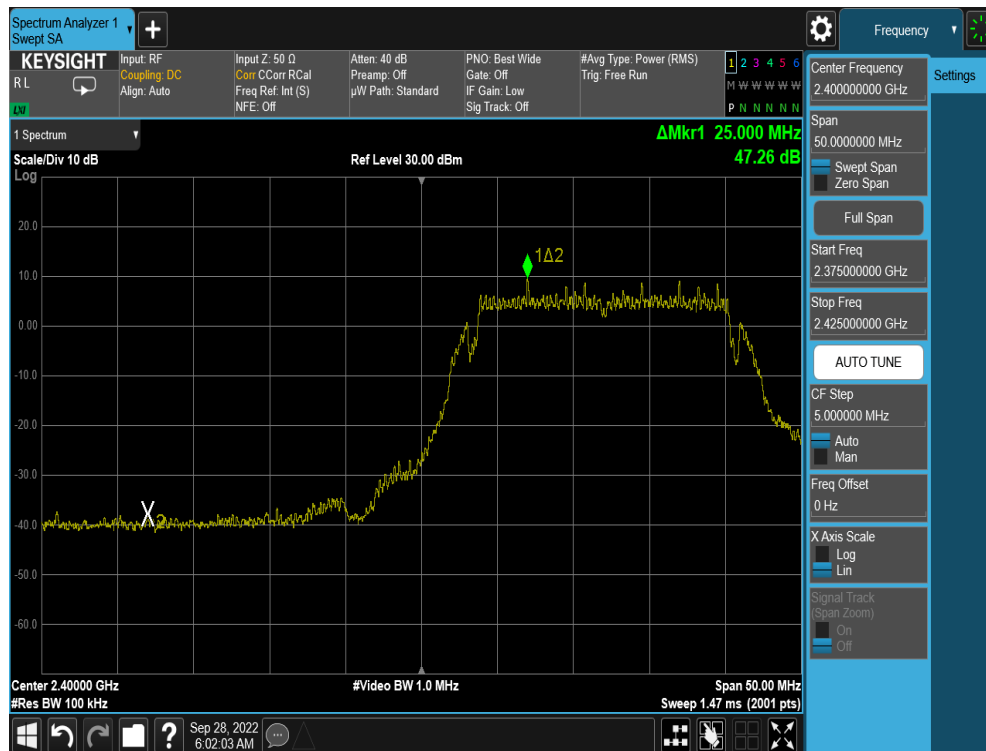 Spectrum Analyzer 1
Swept SA
+
Frequency
KEYSIGHT
R L
LXI
Input: RF
Coupling: DC
Align: Auto
Input Z: 50 Ω
Corr CCorr RCal
Freq Ref: Int (S)
NFE: Off
Atten: 40 dB
Preamp: Off
µW Path: Standard
PNO: Best Wide
Gate: Off
IF Gain: Low
Sig Track: Off
#Avg Type: Power (RMS)
Trig: Free Run
1 2 3 4 5 6
M W W W W W
P N N N N N
1 Spectrum
Scale/Div 10 dB
Log
Ref Level 30.00 dBm
ΔMkr1 25.000 MHz
47.26 dB
1Δ2
20.0
10.0
0.00
-10.0
-20.0
-30.0
-40.0
-50.0
-60.0
X2
Center 2.40000 GHz
#Res BW 100 kHz
#Video BW 1.0 MHz
Span 50.00 MHz
Sweep 1.47 ms (2001 pts)
Center Frequency
2.400000000 GHz
Settings
Span
50.0000000 MHz
Swept Span
Zero Span
Full Span
Start Freq
2.375000000 GHz
Stop Freq
2.425000000 GHz
AUTO TUNE
CF Step
5.000000 MHz
Auto
Man
Freq Offset
0 Hz
X Axis Scale
Log
Lin
Signal Track
(Span Zoom)
On
Off
?
Sep 28, 2022
6:02:03 AM